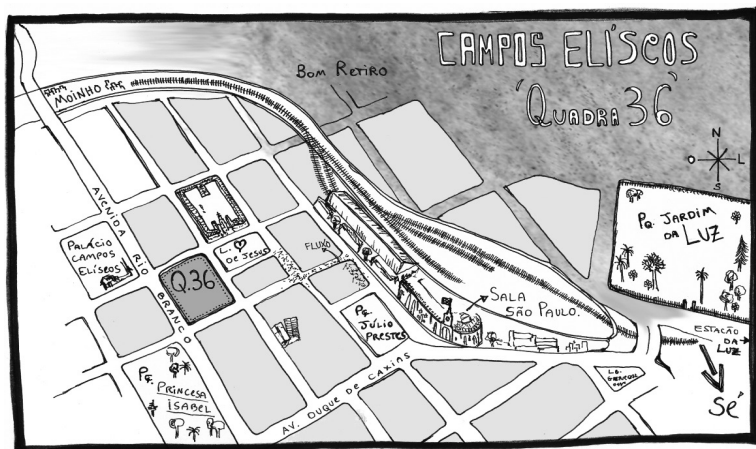 CAMPOS ELÍSEOS
"QUADRA 36"
BOM RETIRO
MOINHO
N
O
L
S
PQ. JARDIM
DA LUZ
AVENIDA
RIO
BRANCO
PALÁCIO
CAMPOS
ELÍSEOS
L. ♥
DE JESUS
FLUXO
Q.36
SALA
SÃO PAULO.
PQ.
JÚLIO
PRESTES
ESTAÇÃO
DA
LUZ
SÉ
PQ. PRINCESA
ISABEL
AV. DUQUE DE CAXIAS